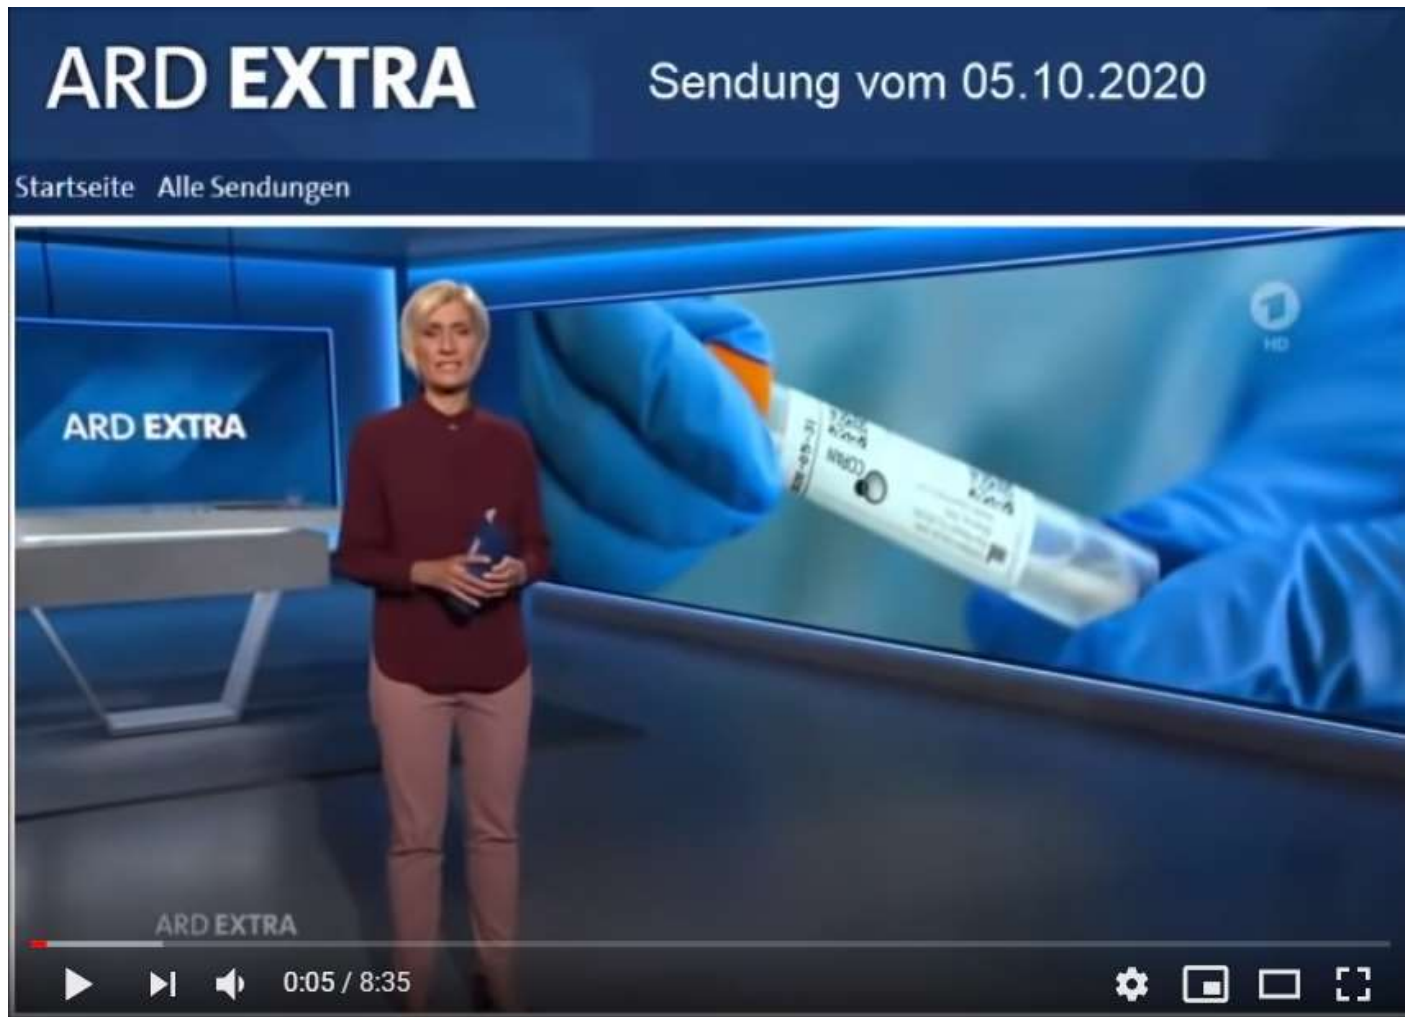 ARD EXTRA
Sendung vom 05.10.2020
Startseite Alle Sendungen
HD
ARD EXTRA
COPAN
ARD EXTRA
0:05 / 8:35